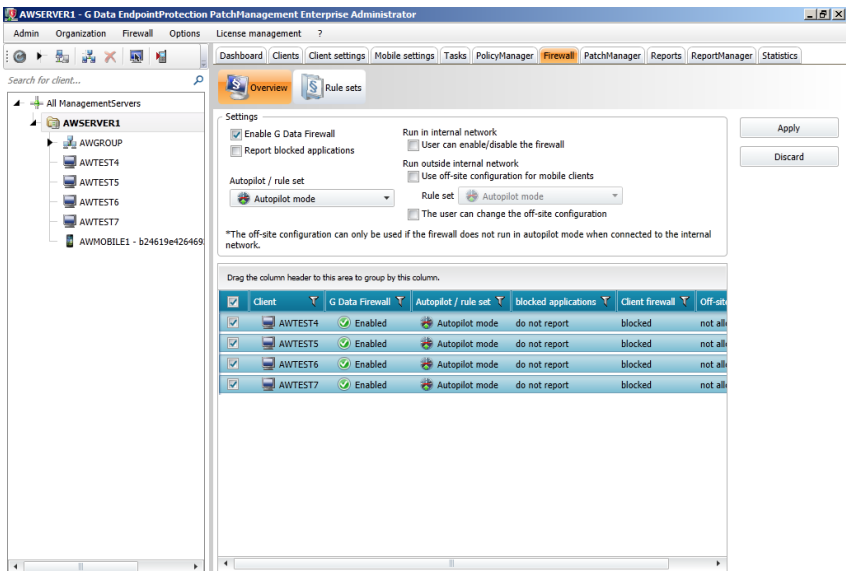 AWSERVER1 - G Data EndpointProtection PatchManagement Enterprise Administrator
Admin Organization Firewall Options License management ?
Dashboard Clients Client settings Mobile settings Tasks PolicyManager Firewall PatchManager Reports ReportManager Statistics
Search for client...
Overview Rule sets
All ManagementServers
AWSERVER1
AWGROUP
AWTEST4
AWTEST5
AWTEST6
AWTEST7
AWMOBILE1 - b24619e426469
Settings
Enable G Data Firewall
Report blocked applications
Autopilot / rule set
Autopilot mode
Run in internal network
User can enable/disable the firewall
Run outside internal network
Use off-site configuration for mobile clients
Rule set Autopilot mode
The user can change the off-site configuration
*The off-site configuration can only be used if the firewall does not run in autopilot mode when connected to the internal
network.
Apply
Discard
Drag the column header to this area to group by this column.
Client G Data Firewall Autopilot / rule set blocked applications Client firewall Off-site
AWTEST4 Enabled Autopilot mode do not report blocked not all
AWTEST5 Enabled Autopilot mode do not report blocked not all
AWTEST6 Enabled Autopilot mode do not report blocked not all
AWTEST7 Enabled Autopilot mode do not report blocked not all